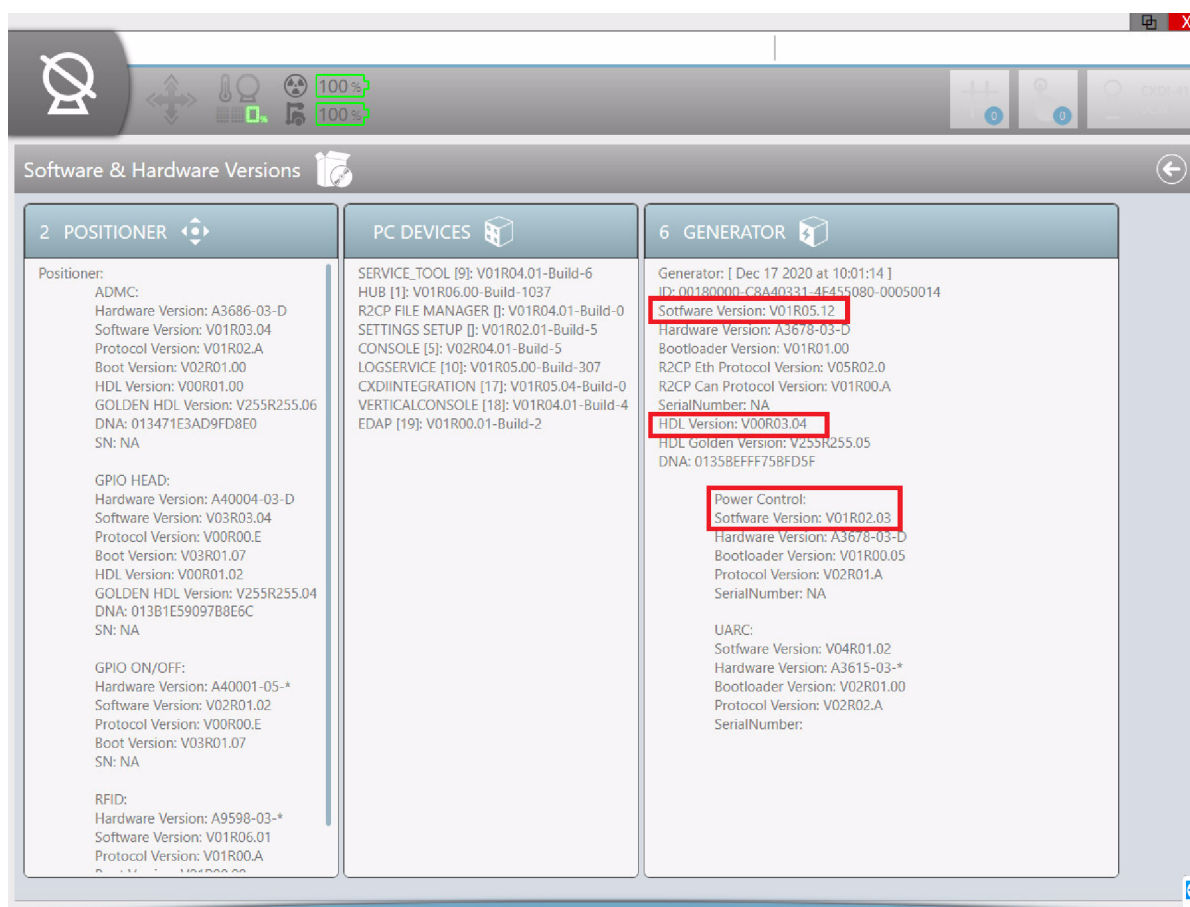 X
100 %
0%
100 %
0
0
CXDI-41
Software & Hardware Versions
2 POSITIONER
Positioner:
ADMC:
Hardware Version: A3686-03-D
Software Version: V01R03.04
Protocol Version: V01R02.A
Boot Version: V02R01.00
HDL Version: V00R01.00
GOLDEN HDL Version: V255R255.06
DNA: 013471E3AD9FD8E0
SN: NA
GPIO HEAD:
Hardware Version: A40004-03-D
Software Version: V03R03.04
Protocol Version: V00R00.E
Boot Version: V03R01.07
HDL Version: V00R01.02
GOLDEN HDL Version: V255R255.04
DNA: 013B1E59097B8E6C
SN: NA
GPIO ON/OFF:
Hardware Version: A40001-05-*
Software Version: V02R01.02
Protocol Version: V00R00.E
Boot Version: V03R01.07
SN: NA
RFID:
Hardware Version: A9598-03-*
Software Version: V01R06.01
Protocol Version: V01R00.A
PC DEVICES
SERVICE_TOOL [9]: V01R04.01-Build-6
HUB [1]: V01R06.00-Build-1037
R2CP FILE MANAGER []: V01R04.01-Build-0
SETTINGS SETUP []: V01R02.01-Build-5
CONSOLE [5]: V02R04.01-Build-5
LOGSERVICE [10]: V01R05.00-Build-307
CXDIINTEGRATION [17]: V01R05.04-Build-0
VERTICALCONSOLE [18]: V01R04.01-Build-4
EDAP [19]: V01R00.01-Build-2
6 GENERATOR
Generator: [ Dec 17 2020 at 10:01:14 ]
ID: 00180000-C8A40331-4E455080-00050014
Sotfware Version: V01R05.12
Hardware Version: A3678-03-D
Bootloader Version: V01R01.00
R2CP Eth Protocol Version: V05R02.0
R2CP Can Protocol Version: V01R00.A
SerialNumber: NA
HDL Version: V00R03.04
HDL Golden Version: V255R255.05
DNA: 0135BEFFF75BFD5F
Power Control:
Sotfware Version: V01R02.03
Hardware Version: A3678-03-D
Bootloader Version: V01R00.05
Protocol Version: V02R01.A
SerialNumber: NA
UARC:
Sotfware Version: V04R01.02
Hardware Version: A3615-03-*
Bootloader Version: V02R01.00
Protocol Version: V02R02.A
SerialNumber: